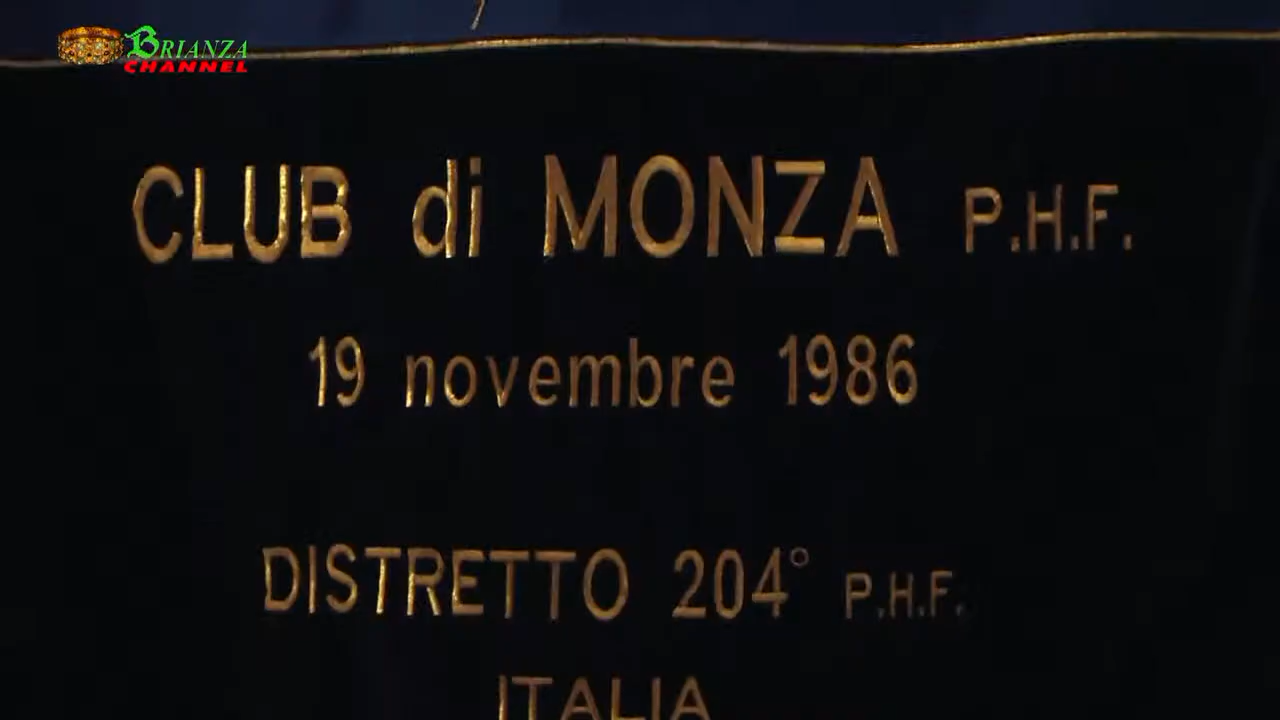 BRIANZA
CHANNEL
CLUB di MONZA P.H.F.
19 novembre 1986
DISTRETTO 204° P.H.F.
ITALIA